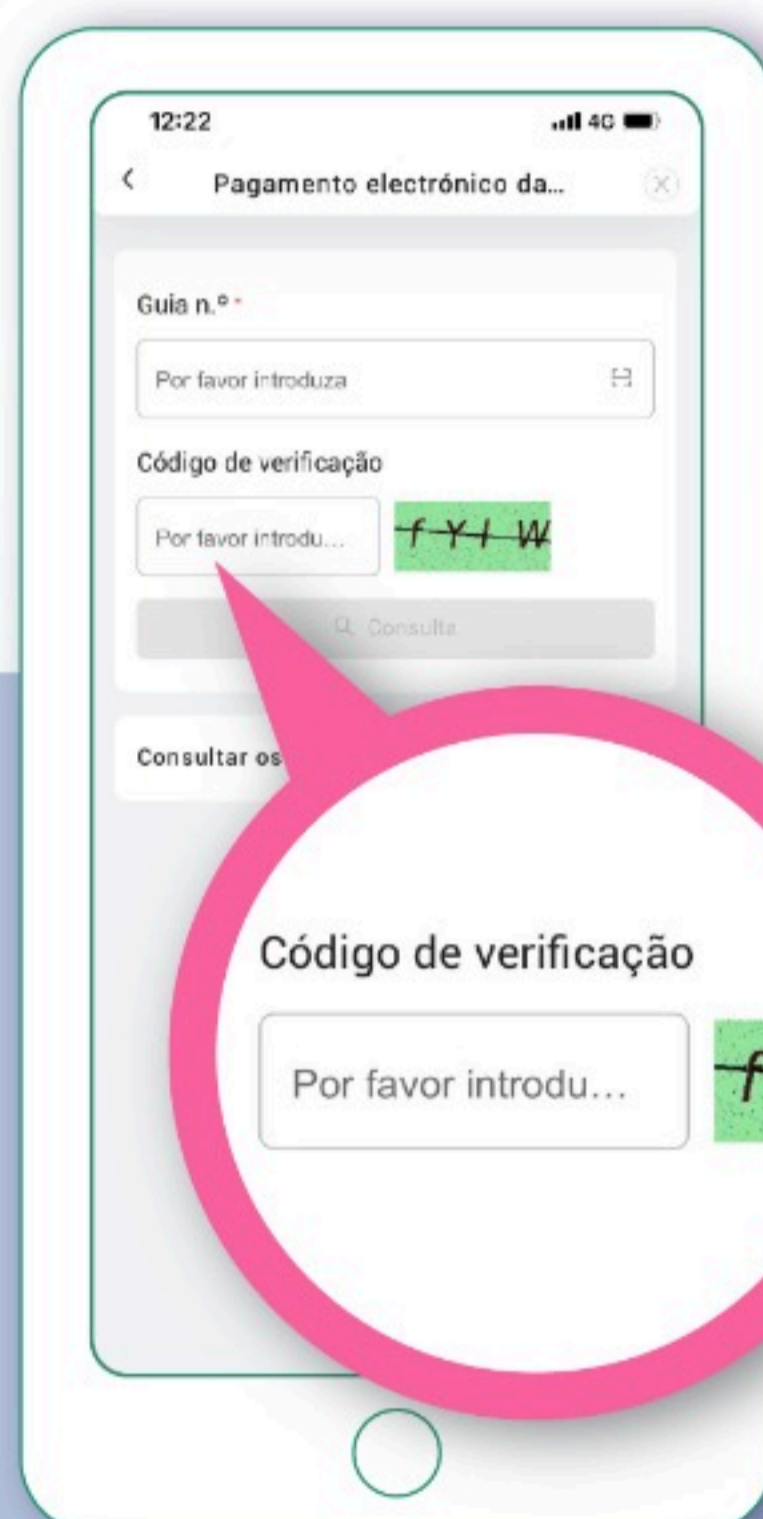 12:22
4G
Pagamento electrónico da...
Guia n.º *
Por favor introduza
Código de verificação
Por favor introdu...
f Y I W
Consulta
Consultar os
Código de verificação
Por favor introdu...
f